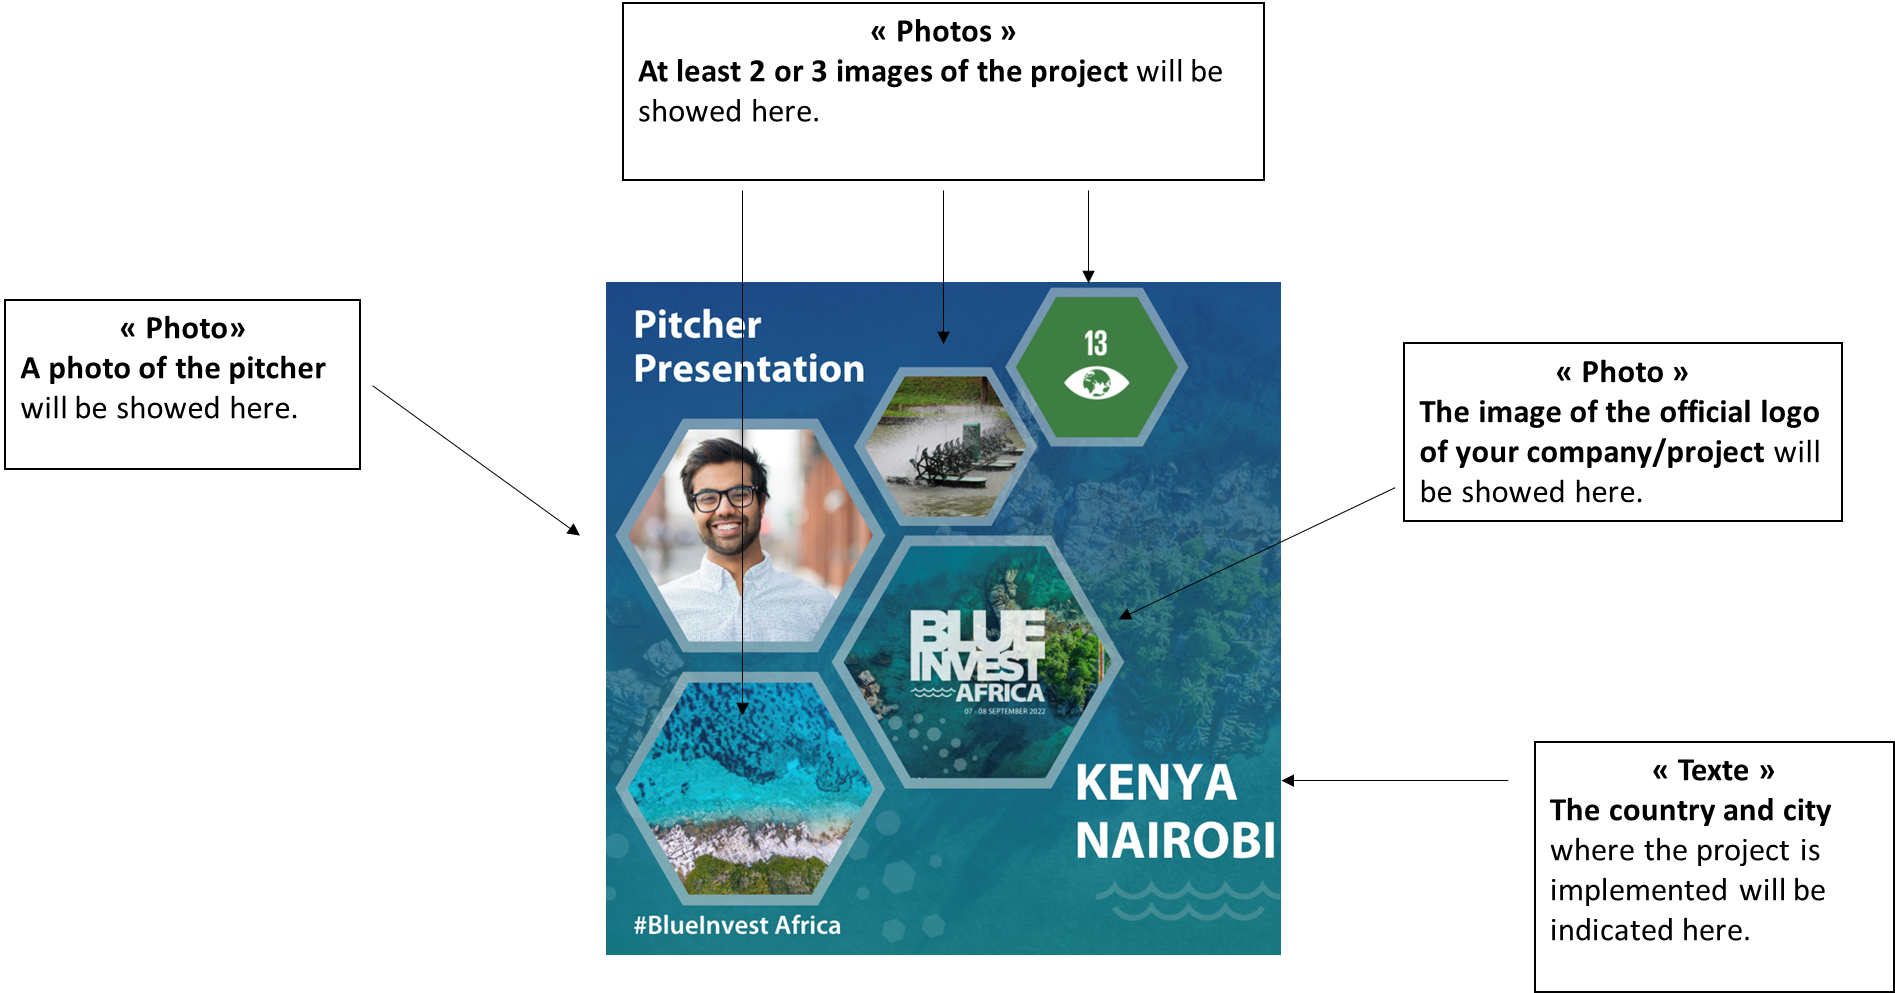 « Photos »
At least 2 or 3 images of the project will be
showed here.
« Photo»
A photo of the pitcher
will be showed here.
Pitcher
Presentation
13
« Photo »
The image of the official logo
of your company/project will
be showed here.
BLUE
INVEST
AFRICA
07 - 08 SEPTEMBER 2022
KENYA
NAIROBI
#BlueInvest Africa
« Texte »
The country and city
where the project is
implemented will be
indicated here.